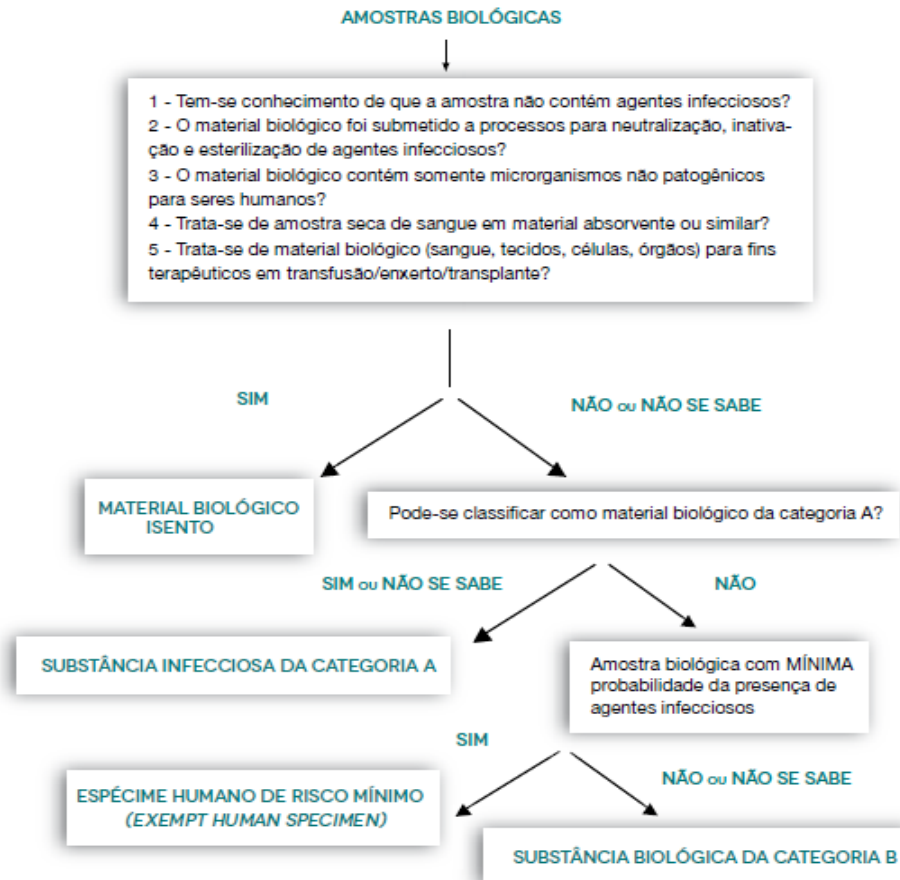 AMOSTRAS BIOLÓGICAS
1 - Tem-se conhecimento de que a amostra não contém agentes infecciosos?
2 - O material biológico foi submetido a processos para neutralização, inativa-
ção e esterilização de agentes infecciosos?
3 - O material biológico contém somente microrganismos não patogênicos
para seres humanos?
4 - Trata-se de amostra seca de sangue em material absorvente ou similar?
5 - Trata-se de material biológico (sangue, tecidos, células, órgãos) para fins
terapêuticos em transfusão/enxerto/transplante?
SIM
NÃO ou NÃO SE SABE
MATERIAL BIOLÓGICO
ISENTO
Pode-se classificar como material biológico da categoria A?
SIM ou NÃO SE SABE
NÃO
SUBSTÂNCIA INFECCIOSA DA CATEGORIA A
Amostra biológica com MÍNIMA
probabilidade da presença de
agentes infecciosos
SIM
NÃO ou NÃO SE SABE
ESPÉCIME HUMANO DE RISCO MÍNIMO
(EXEMPT HUMAN SPECIMEN)
SUBSTÂNCIA BIOLÓGICA DA CATEGORIA B